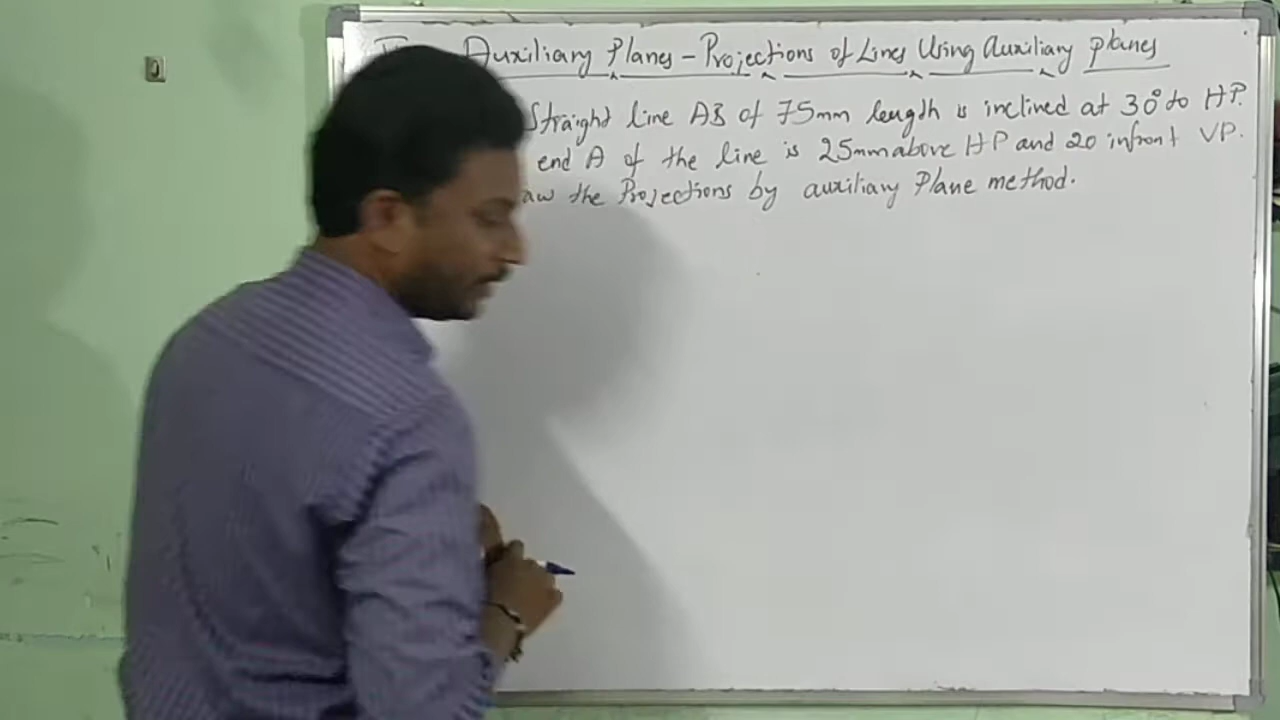 Auxiliary Planes - Projections of Lines Using auxiliary planes
Straight line AB of 75mm length is inclined at 30° to HP.
end A of the line is 25mm above HP and 20 infront VP.
aw the Projections by auxiliary Plane method.